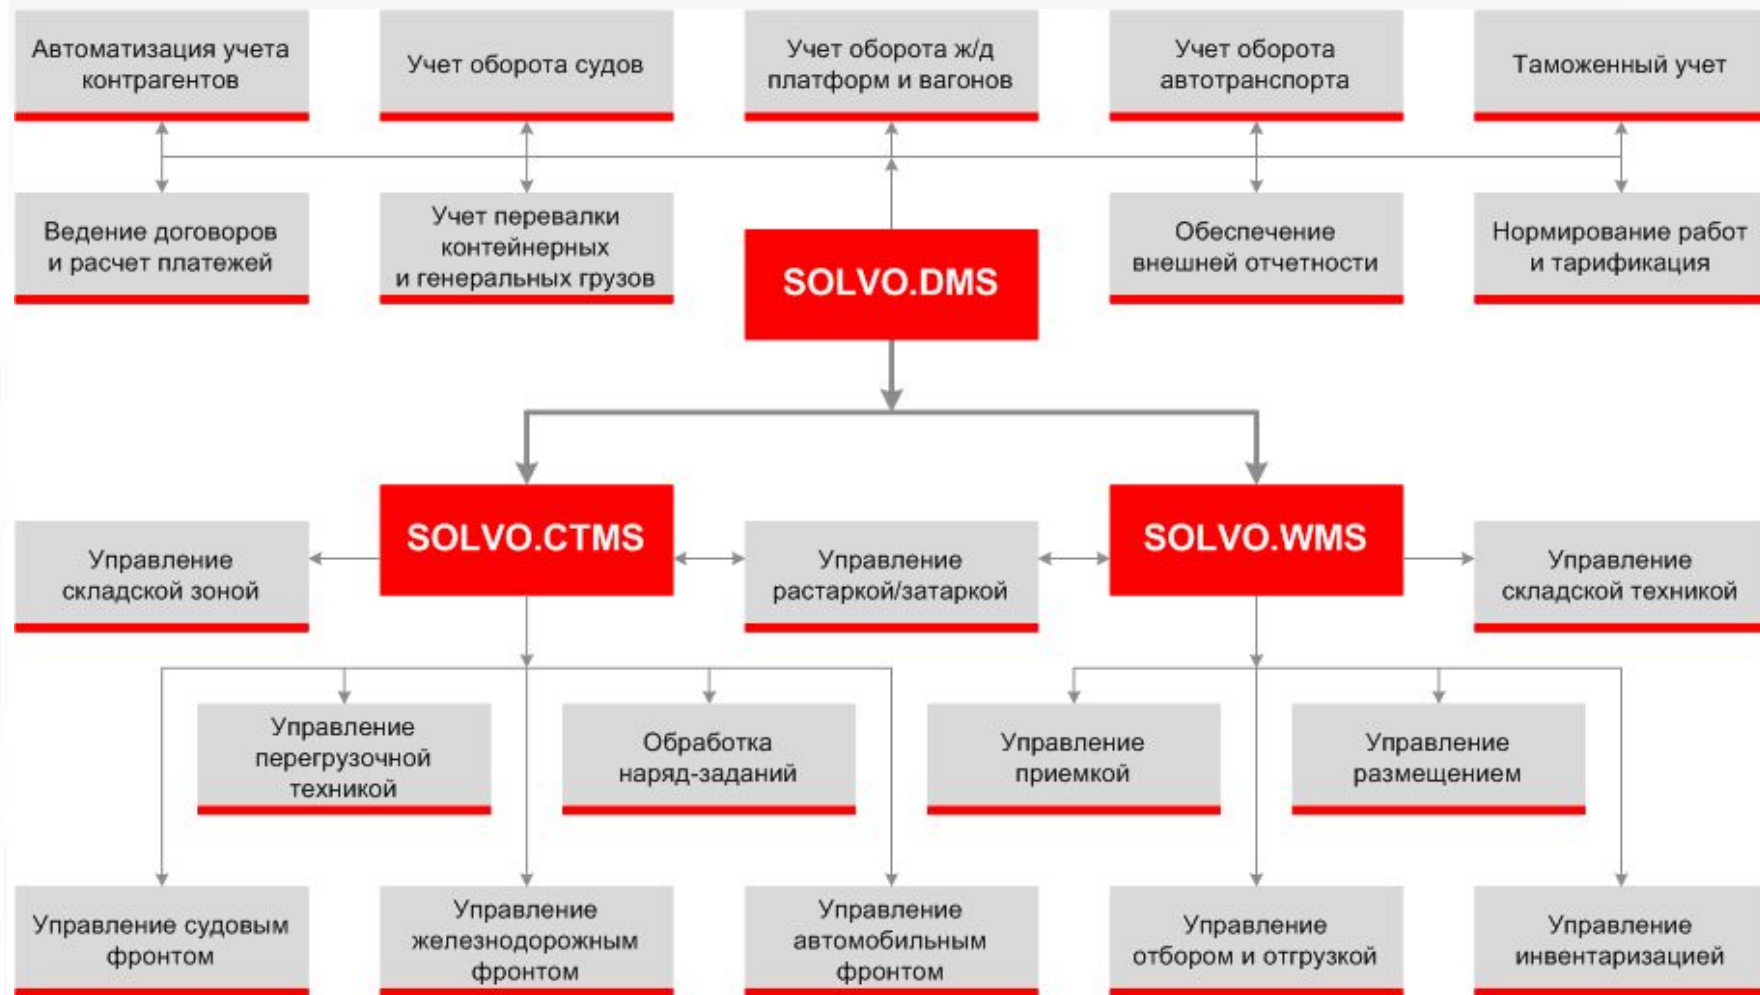 Автоматизация учета
контрагентов
Учет оборота судов
Учет оборота ж/д
платформ и вагонов
Учет оборота
автотранспорта
Таможенный учет
Ведение договоров
и расчет платежей
Учет перевалки
контейнерных
и генеральных грузов
SOLVO.DMS
Обеспечение
внешней отчетности
Нормирование работ
и тарификация
SOLVO.CTMS
SOLVO.WMS
Управление
складской зоной
Управление
растаркой/затаркой
Управление
складской техникой
Управление
перегрузочной
техникой
Обработка
наряд-заданий
Управление
приемкой
Управление
размещением
Управление судовым
фронтом
Управление
железнодорожным
фронтом
Управление
автомобильным
фронтом
Управление
отбором и отгрузкой
Управление
инвентаризацией